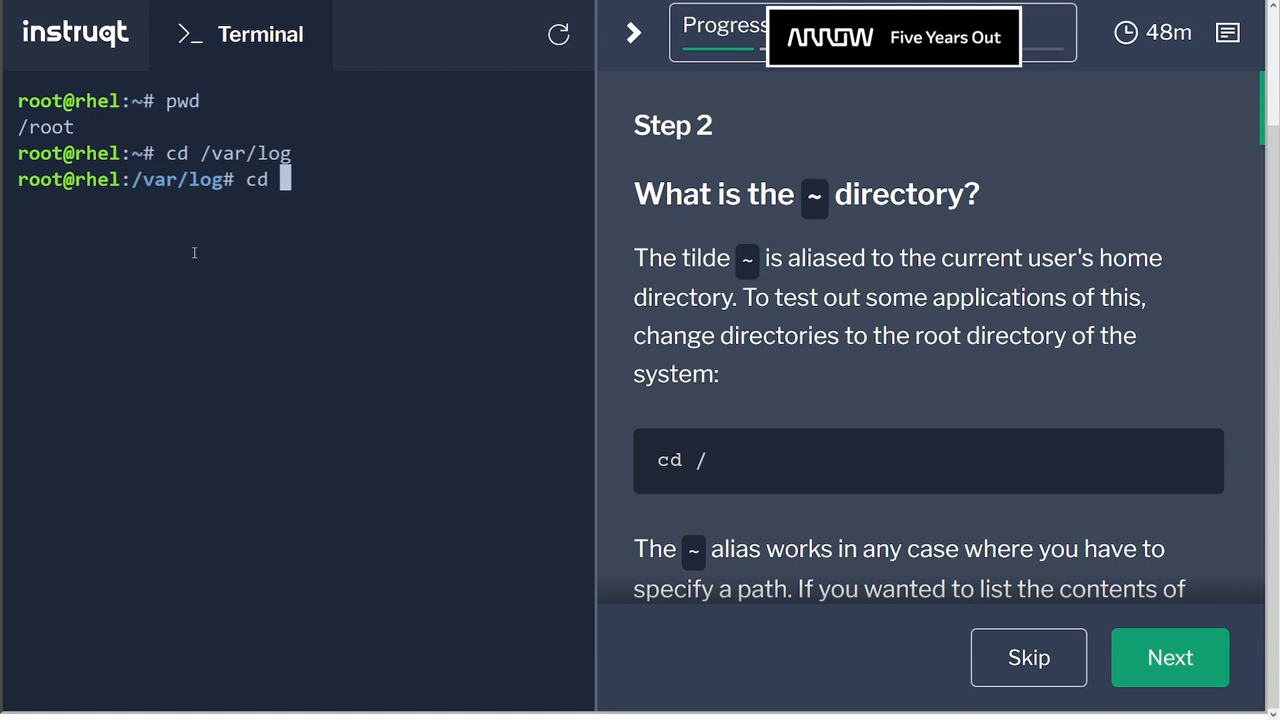 instruqt
>_ Terminal
Progress
ARROW Five Years Out
48m
root@rhel:~# pwd
/root
root@rhel:~# cd /var/log
root@rhel:/var/log# cd
Step 2
What is the ~ directory?
The tilde ~ is aliased to the current user's home
directory. To test out some applications of this,
change directories to the root directory of the
system:
cd /
The ~ alias works in any case where you have to
specify a path. If you wanted to list the contents of
Skip
Next